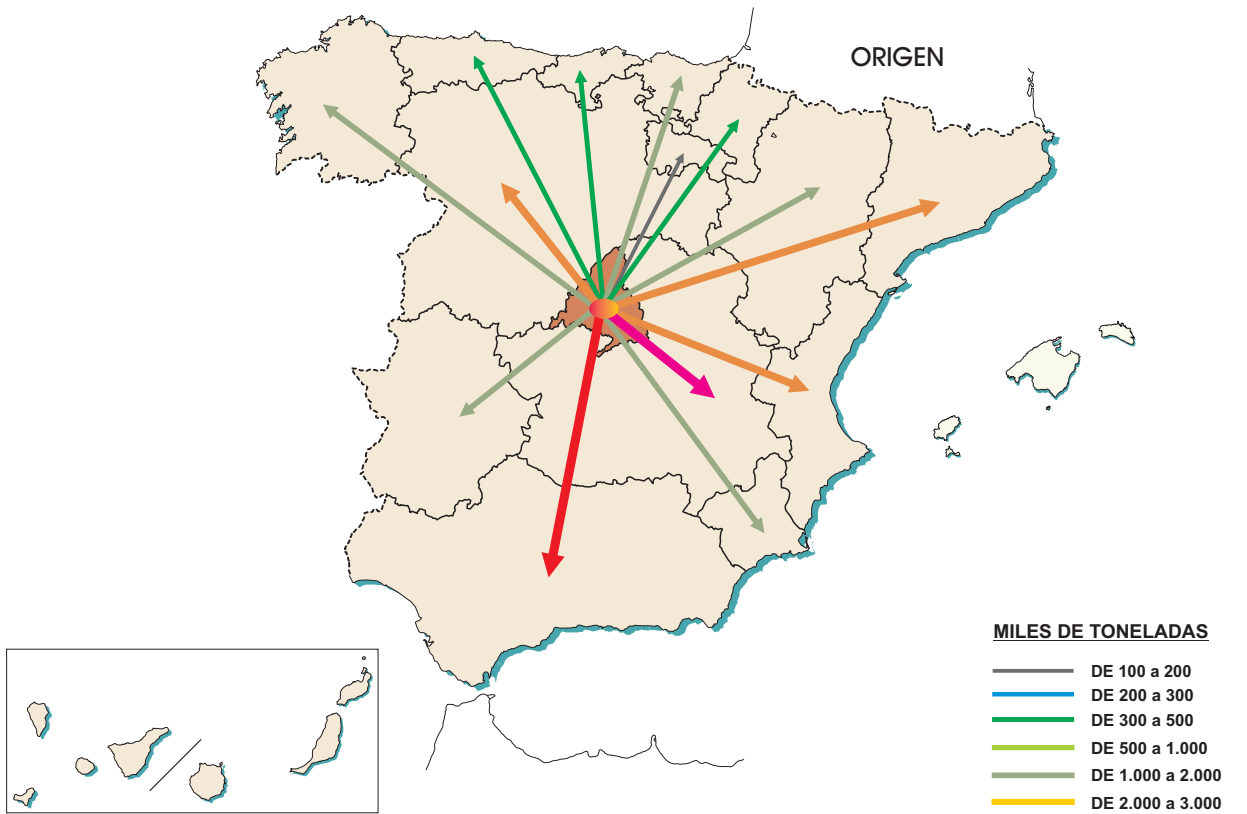 ORIGEN
MILES DE TONELADAS
DE 100 a 200
DE 200 a 300
DE 300 a 500
DE 500 a 1.000
DE 1.000 a 2.000
DE 2.000 a 3.000